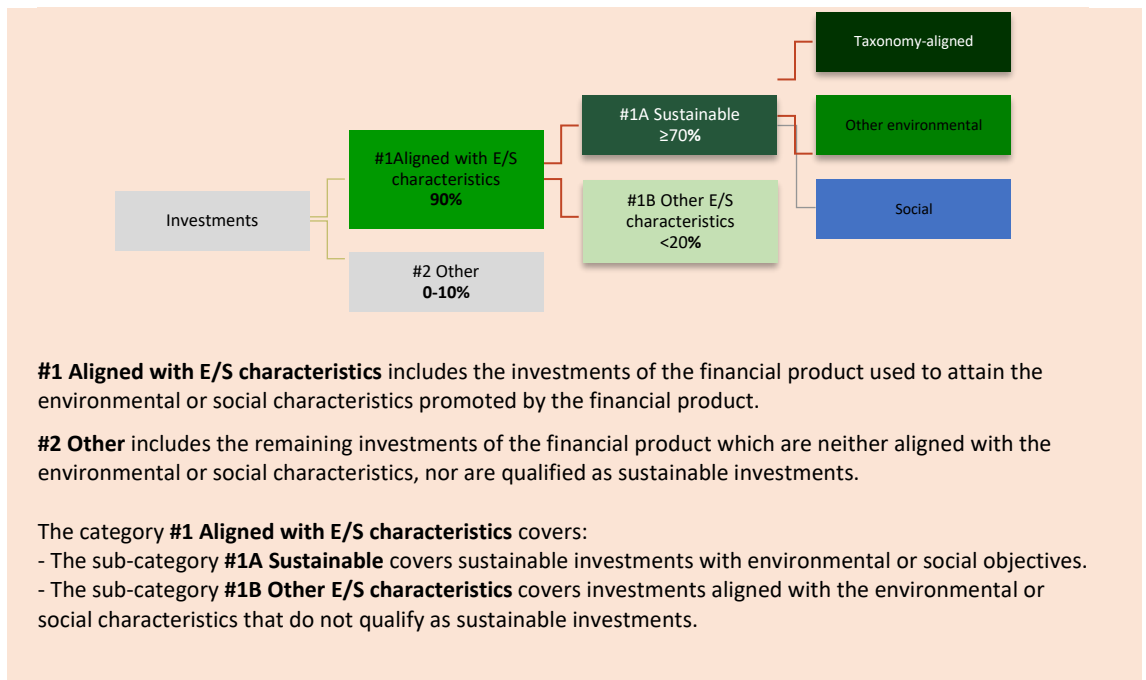 Taxonomy-aligned
#1A Sustainable
≥70%
Other environmental
#1Aligned with E/S
characteristics
90%
#1B Other E/S
characteristics
<20%
Social
Investments
#2 Other
0-10%
#1 Aligned with E/S characteristics includes the investments of the financial product used to attain the
environmental or social characteristics promoted by the financial product.
#2 Other includes the remaining investments of the financial product which are neither aligned with the
environmental or social characteristics, nor are qualified as sustainable investments.
The category #1 Aligned with E/S characteristics covers:
- The sub-category #1A Sustainable covers sustainable investments with environmental or social objectives.
- The sub-category #1B Other E/S characteristics covers investments aligned with the environmental or
social characteristics that do not qualify as sustainable investments.